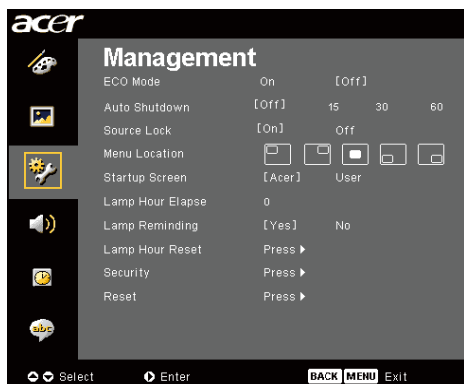 acer
Management
ECO Mode On [Off]
Auto Shutdown [Off] 15 30 60
Source Lock [On] Off
Menu Location
Startup Screen [Acer] User
Lamp Hour Elapse 0
Lamp Reminding [Yes] No
Lamp Hour Reset Press
Security Press
Reset Press
abc
Select Enter BACK MENU Exit